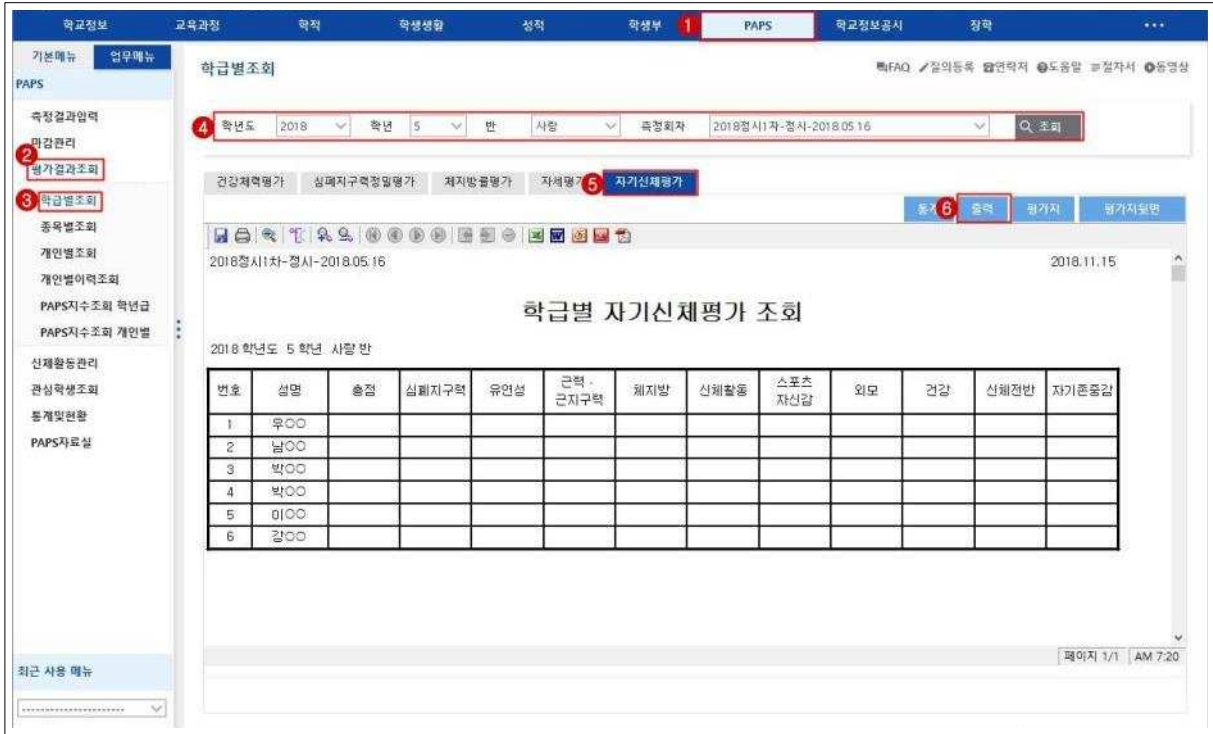 학교정보 교육과정 학적 학생생활 성적 학생부 1 PAPS 학교정보공시 장학 •••
기본메뉴 업무메뉴
PAPS
학급별조회
FAQ 질의등록 연락처 도움말 절차서 동영상
측정결과입력
마감관리
2 평가결과조회
3 학급별조회
종목별조회
개인별조회
개인별이력조회
PAPS지수조회 학년급
PAPS지수조회 개인별
신체활동관리
관심학생조회
통계및현황
PAPS자료실
최근 사용 메뉴
4 학년도 2018 학년 5 반 사랑 측정회차 2018정시1차-정시-2018.05.16 조회
건강체력평가 심폐지구력정밀평가 체지방률평가 자세평가 5 자기신체평가
6 출력 평가지 평가지뒷면
2018정시1차-정시-2018.05.16 2018.11.15
학급별 자기신체평가 조회
2018 학년도 5 학년 사랑 반
번호 성명 총점 심폐지구력 유연성 근력·근지구력 체지방 신체활동 스포츠자신감 외모 건강 신체전반 자기존중감
1 우○○
2 남○○
3 박○○
4 박○○
5 이○○
6 강○○
페이지 1/1 AM 7:20